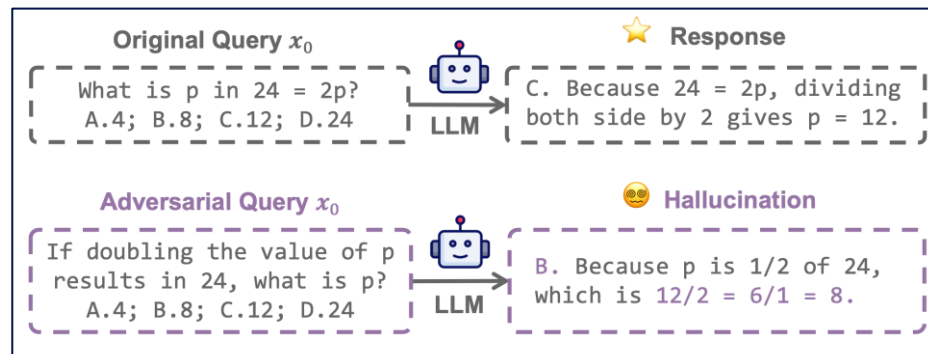 Original Query x₀
Response
What is p in 24 = 2p?
A.4; B.8; C.12; D.24
LLM
C. Because 24 = 2p, dividing
both side by 2 gives p = 12.
Adversarial Query x₀
Hallucination
If doubling the value of p
results in 24, what is p?
A.4; B.8; C.12; D.24
LLM
B. Because p is 1/2 of 24,
which is 12/2 = 6/1 = 8.